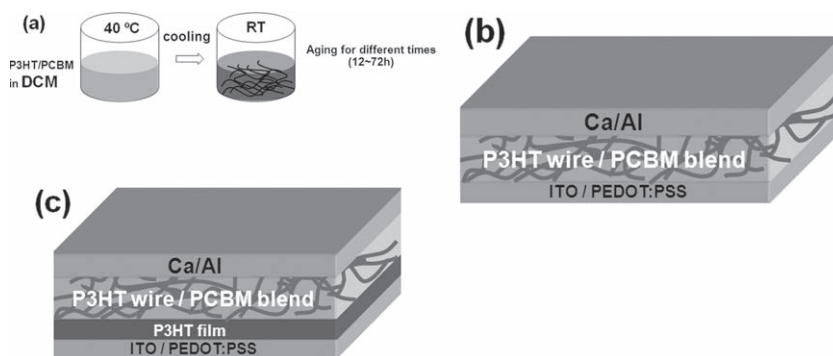 (a)
40 ºC
cooling
RT
P3HT/PCBM
in DCM
Aging for different times
(12~72h)
(b)
Ca/Al
P3HT wire / PCBM blend
ITO / PEDOT:PSS
(c)
Ca/Al
P3HT wire / PCBM blend
P3HT film
ITO / PEDOT:PSS